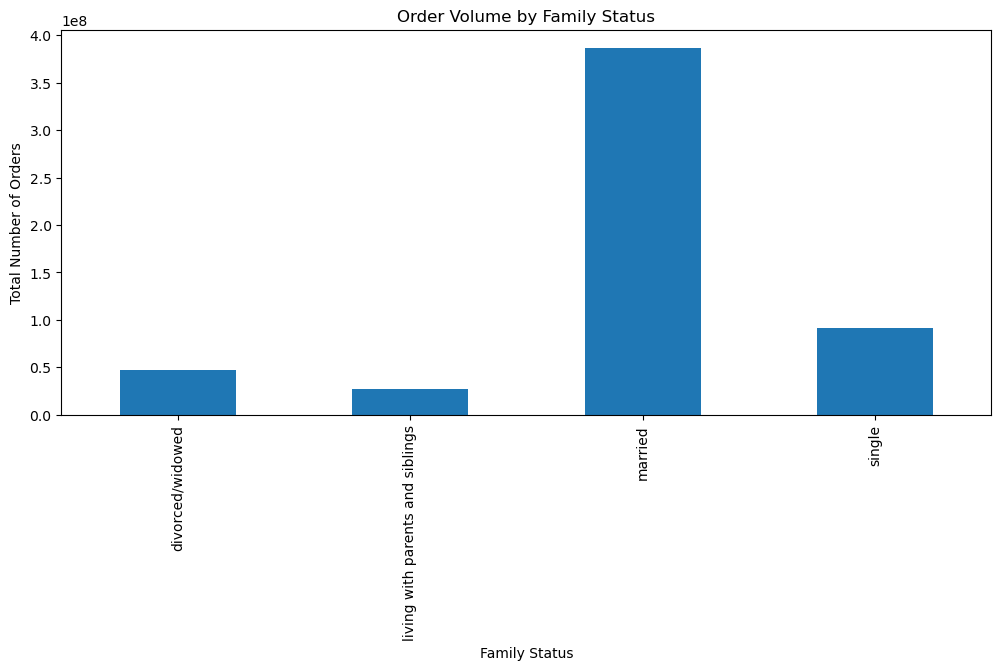 Order Volume by Family Status
1e8
4.0
3.5
3.0
2.5
2.0
1.5
1.0
0.5
0.0
Total Number of Orders
divorced/widowed
living with parents and siblings
married
single
Family Status